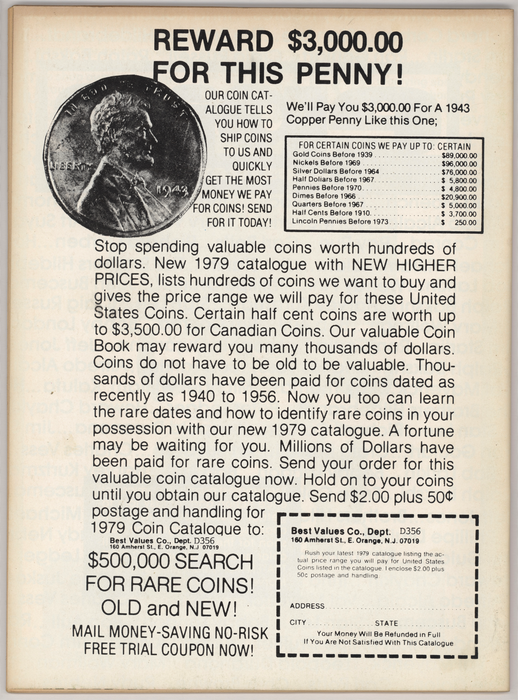 REWARD $3,000.00
FOR THIS PENNY!
IN GOD WE TRUST
LIBERTY
1943
OUR COIN CAT-
ALOGUE TELLS
YOU HOW TO
SHIP COINS
TO US AND
QUICKLY
GET THE MOST
MONEY WE PAY
FOR COINS! SEND
FOR IT TODAY!
We'll Pay You $3,000.00 For A 1943
Copper Penny Like this One;
FOR CERTAIN COINS WE PAY UP TO: CERTAIN
Gold Coins Before 1939 $89,000.00
Nickels Before 1969 $96,000.00
Silver Dollars Before 1964 $76,000.00
Half Dollars Before 1967 $ 5,800.00
Pennies Before 1970 $ 4,800.00
Dimes Before 1966 $20,900.00
Quarters Before 1967 $ 5,000.00
Half Cents Before 1910 $ 3,700.00
Lincoln Pennies Before 1973 $ 250.00
Stop spending valuable coins worth hundreds of
dollars. New 1979 catalogue with NEW HIGHER
PRICES, lists hundreds of coins we want to buy and
gives the price range we will pay for these United
States Coins. Certain half cent coins are worth up
to $3,500.00 for Canadian Coins. Our valuable Coin
Book may reward you many thousands of dollars.
Coins do not have to be old to be valuable. Thou-
sands of dollars have been paid for coins dated as
recently as 1940 to 1956. Now you too can learn
the rare dates and how to identify rare coins in your
possession with our new 1979 catalogue. A fortune
may be waiting for you. Millions of Dollars have
been paid for rare coins. Send your order for this
valuable coin catalogue now. Hold on to your coins
until you obtain our catalogue. Send $2.00 plus 50¢
postage and handling for
1979 Coin Catalogue to:
Best Values Co., Dept. D356
160 Amherst St., E. Orange, N.J. 07019
$500,000 SEARCH
FOR RARE COINS!
OLD and NEW!
MAIL MONEY-SAVING NO-RISK
FREE TRIAL COUPON NOW!
Best Values Co., Dept. D356
160 Amherst St., E. Orange, N.J. 07019
Rush your latest 1979 catalogue listing the ac-
tual price range you will pay for United States
Coins listed in the catalogue. I enclose $2.00 plus
50¢ postage and handling.
ADDRESS
CITY STATE
Your Money Will Be Refunded in Full
If You Are Not Satisfied With This Catalogue